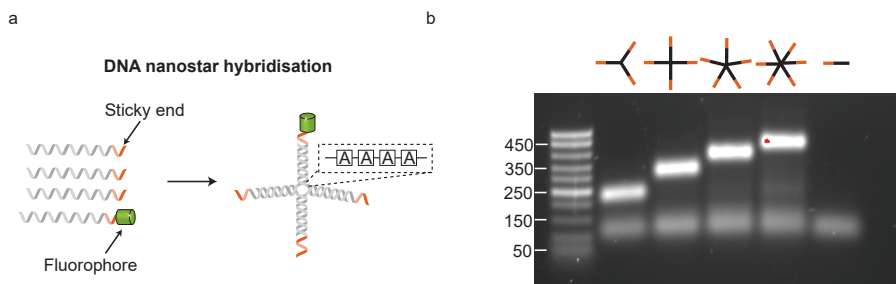 a
b
DNA nanostar hybridisation
Sticky end
A A A A
Fluorophore
450
350
250
150
50